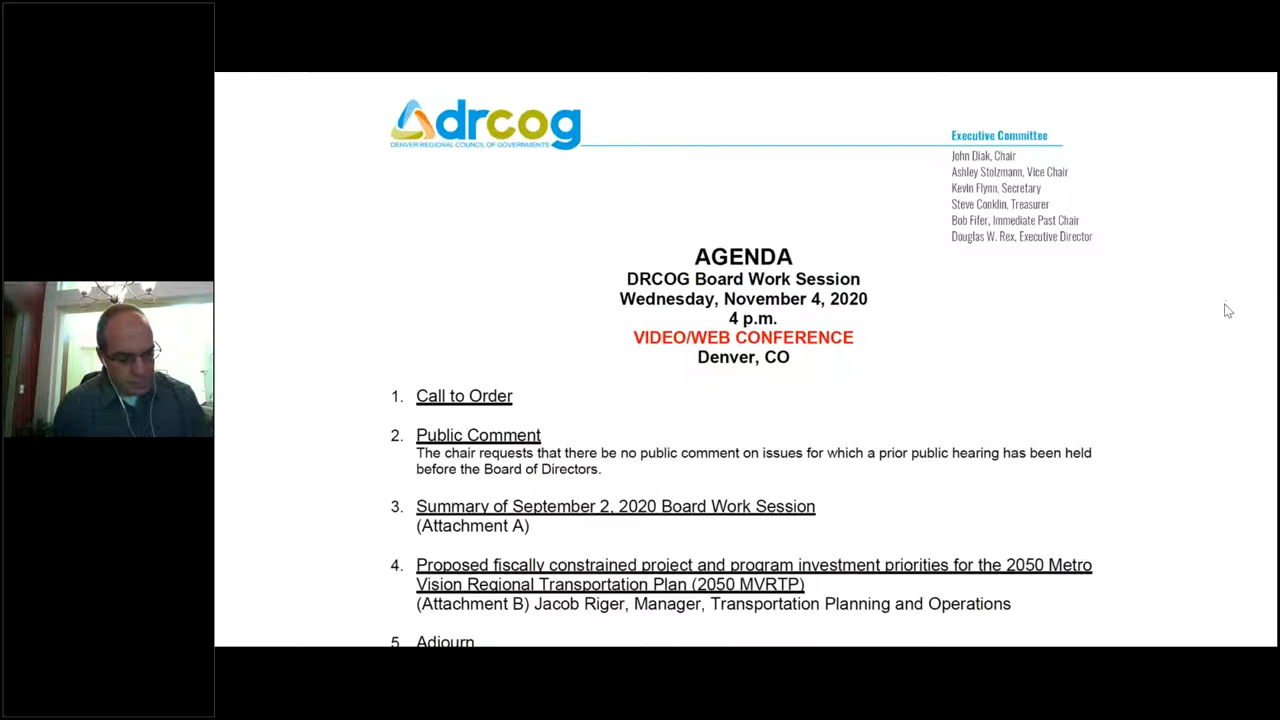 drcog
DENVER REGIONAL COUNCIL OF GOVERNMENTS
Executive Committee
John Diak, Chair
Ashley Stolzmann, Vice Chair
Kevin Flynn, Secretary
Steve Conklin, Treasurer
Bob Fifer, Immediate Past Chair
Douglas W. Rex, Executive Director
AGENDA
DRCOG Board Work Session
Wednesday, November 4, 2020
4 p.m.
VIDEO/WEB CONFERENCE
Denver, CO
1. Call to Order
2. Public Comment
The chair requests that there be no public comment on issues for which a prior public hearing has been held
before the Board of Directors.
3. Summary of September 2, 2020 Board Work Session
(Attachment A)
4. Proposed fiscally constrained project and program investment priorities for the 2050 Metro
Vision Regional Transportation Plan (2050 MVRTP)
(Attachment B) Jacob Riger, Manager, Transportation Planning and Operations
5. Adjourn